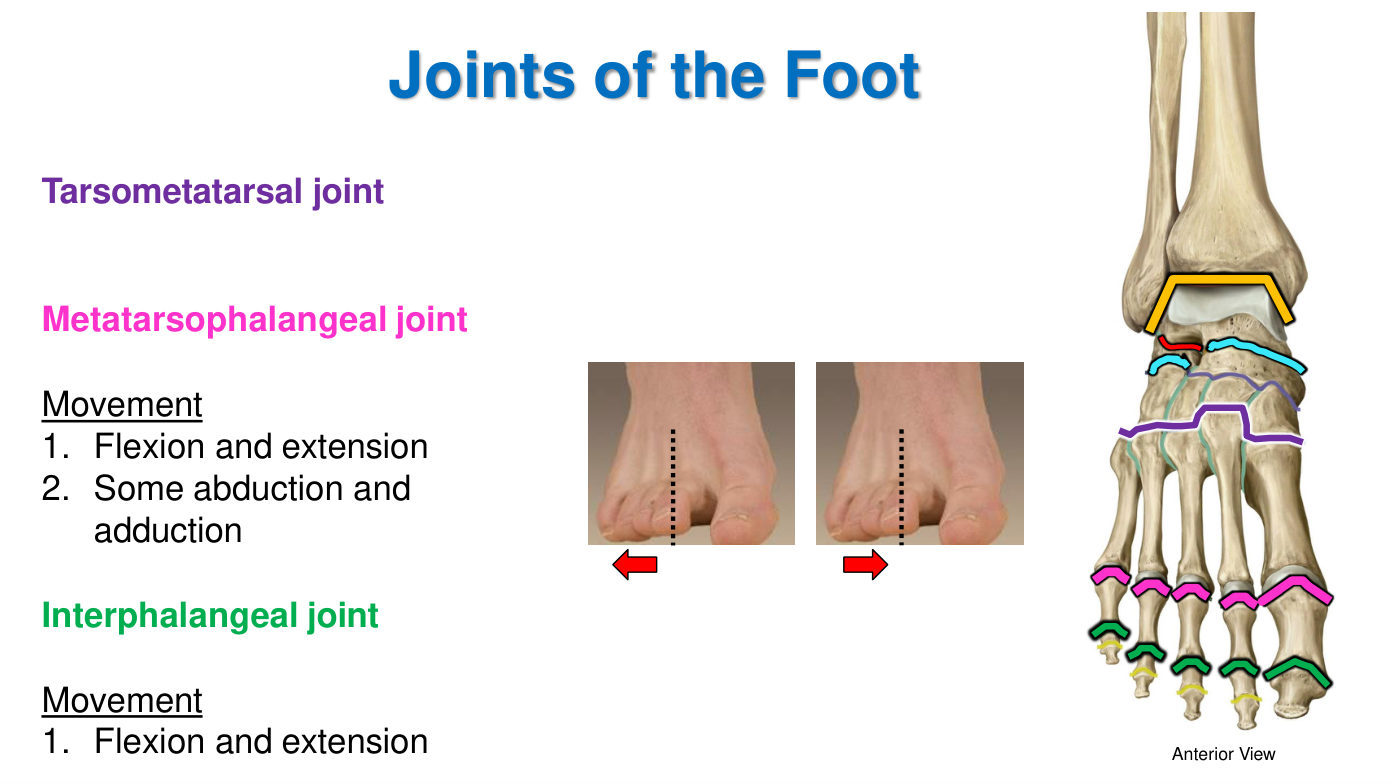 Joints of the Foot
Tarsometatarsal joint
Metatarsophalangeal joint
Movement
1. Flexion and extension
2. Some abduction and
adduction
Interphalangeal joint
Movement
1. Flexion and extension
Anterior View